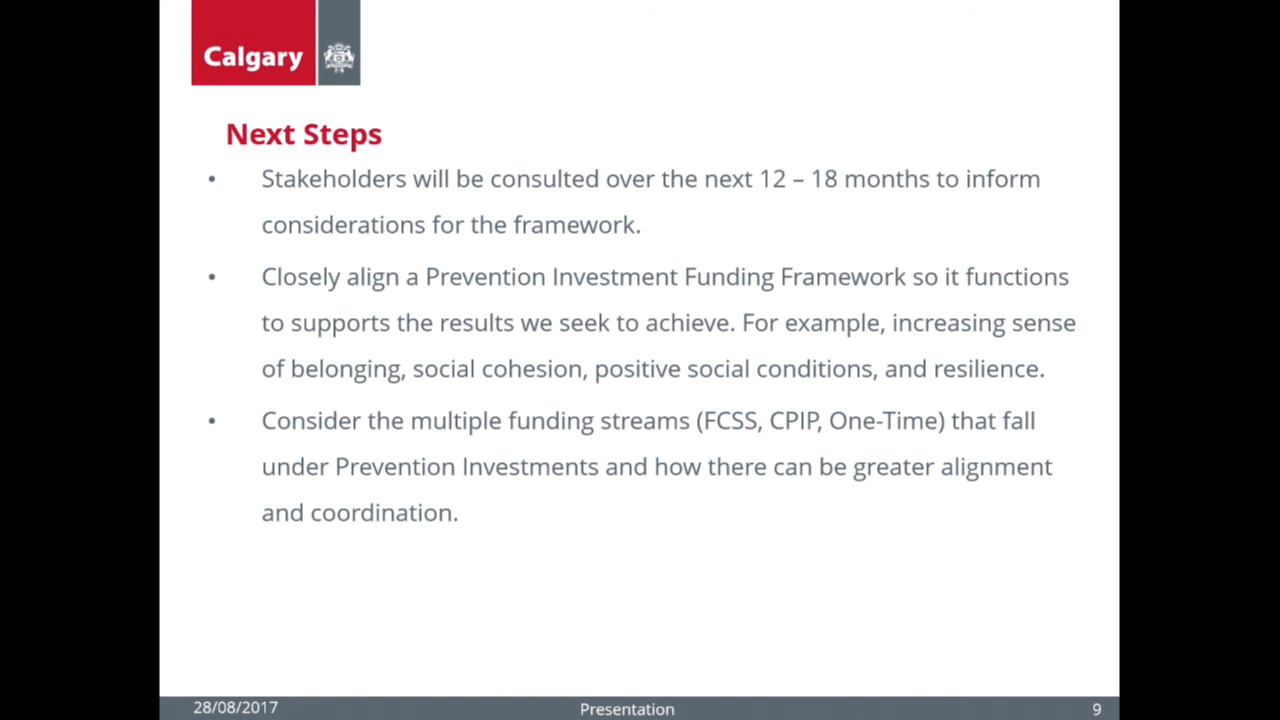 Calgary
Next Steps
• Stakeholders will be consulted over the next 12 – 18 months to inform
considerations for the framework.
• Closely align a Prevention Investment Funding Framework so it functions
to supports the results we seek to achieve. For example, increasing sense
of belonging, social cohesion, positive social conditions, and resilience.
• Consider the multiple funding streams (FCSS, CPIP, One-Time) that fall
under Prevention Investments and how there can be greater alignment
and coordination.
28/08/2017 Presentation 9